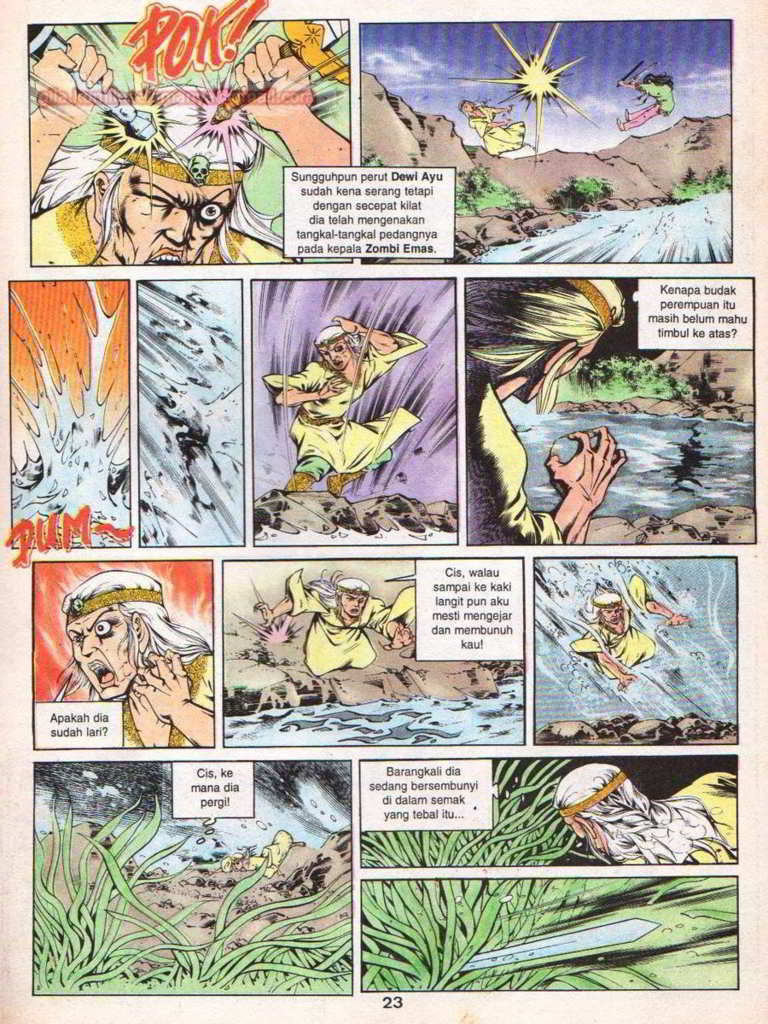 POK!
Sungguhpun perut Dewi Ayu
sudah kena serang tetapi
dengan secepat kilat
dia telah mengenakan
tangkal-tangkal pedangnya
pada kepala Zombi Emas.
Kenapa budak
perempuan itu
masih belum mahu
timbul ke atas?
PUM~
Apakah dia
sudah lari?
Cis, walau
sampai ke kaki
langit pun aku
mesti mengejar
dan membunuh
kau!
Cis, ke
mana dia
pergi!
Barangkali dia
sedang bersembunyi
di dalam semak
yang tebal itu...
23